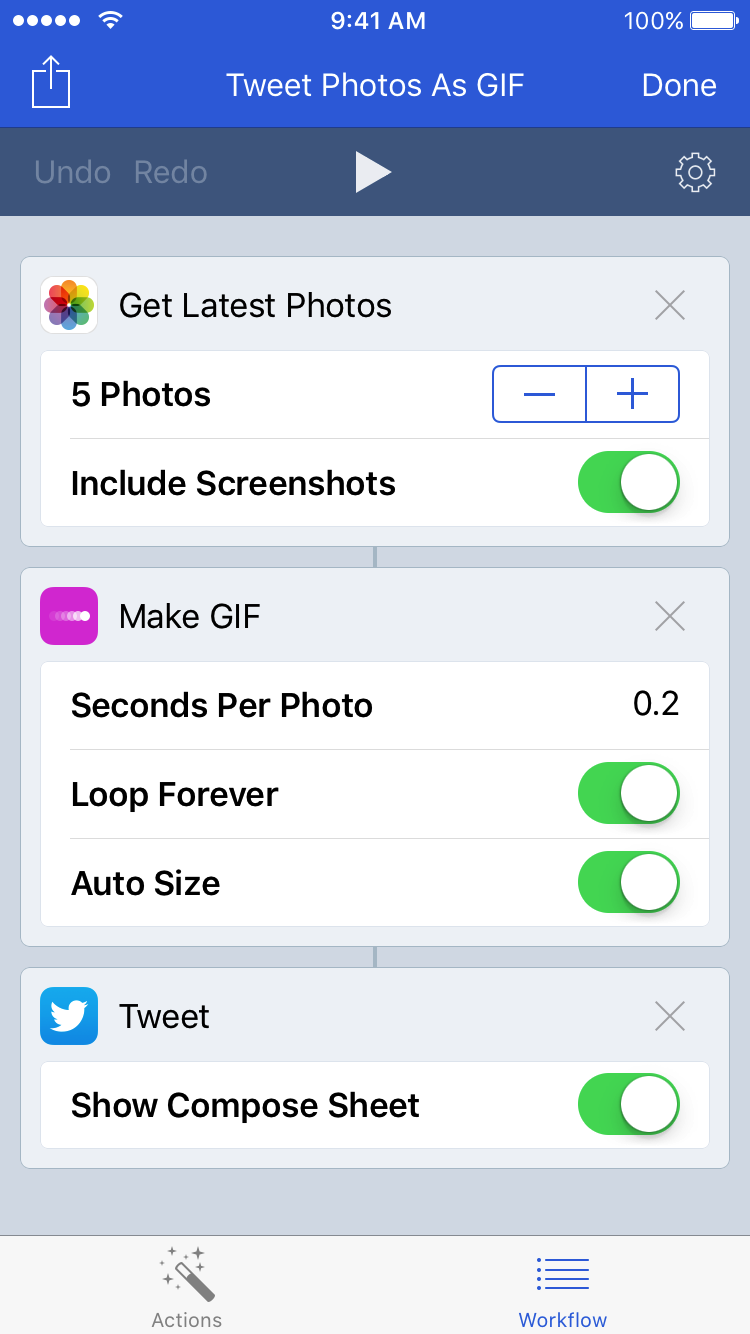 9:41 AM 100%
Tweet Photos As GIF Done
Undo Redo
Get Latest Photos
5 Photos
Include Screenshots
Make GIF
Seconds Per Photo 0.2
Loop Forever
Auto Size
Tweet
Show Compose Sheet
Actions Workflow